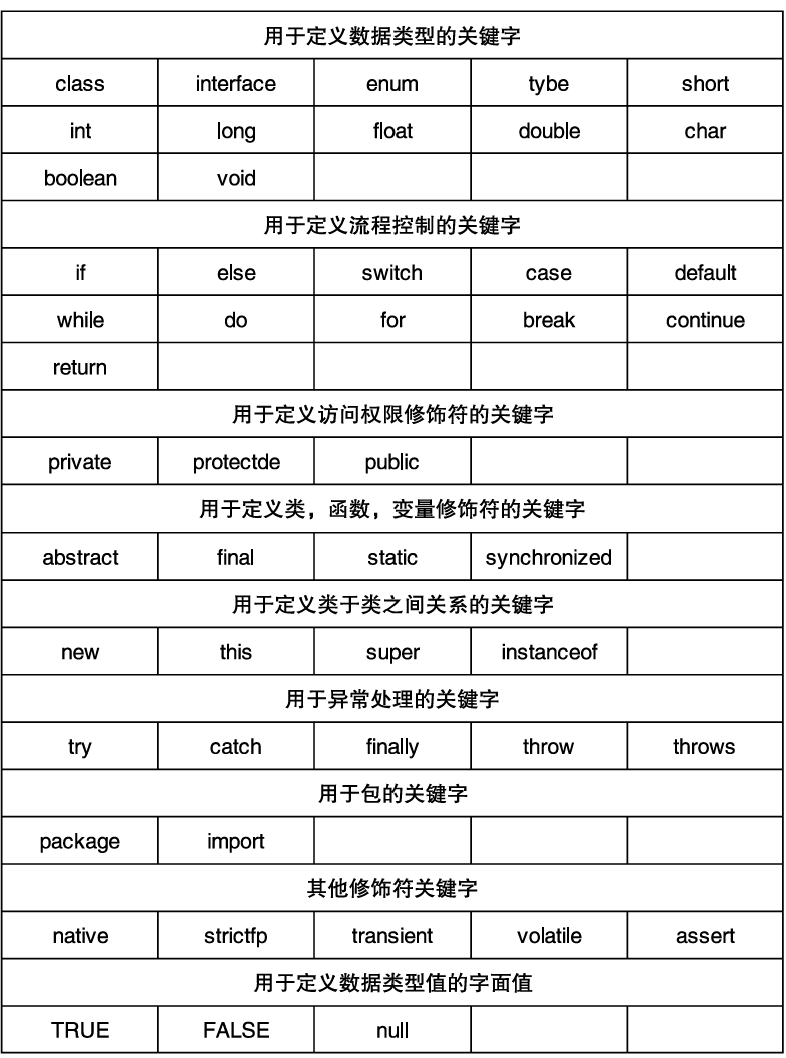 用于定义数据类型的关键字
class interface enum tybe short
int long float double char
boolean void
用于定义流程控制的关键字
if else switch case default
while do for break continue
return
用于定义访问权限修饰符的关键字
private protectde public
用于定义类，函数，变量修饰符的关键字
abstract final static synchronized
用于定义类于类之间关系的关键字
new this super instanceof
用于异常处理的关键字
try catch finally throw throws
用于包的关键字
package import
其他修饰符关键字
native strictfp transient volatile assert
用于定义数据类型值的字面值
TRUE FALSE null